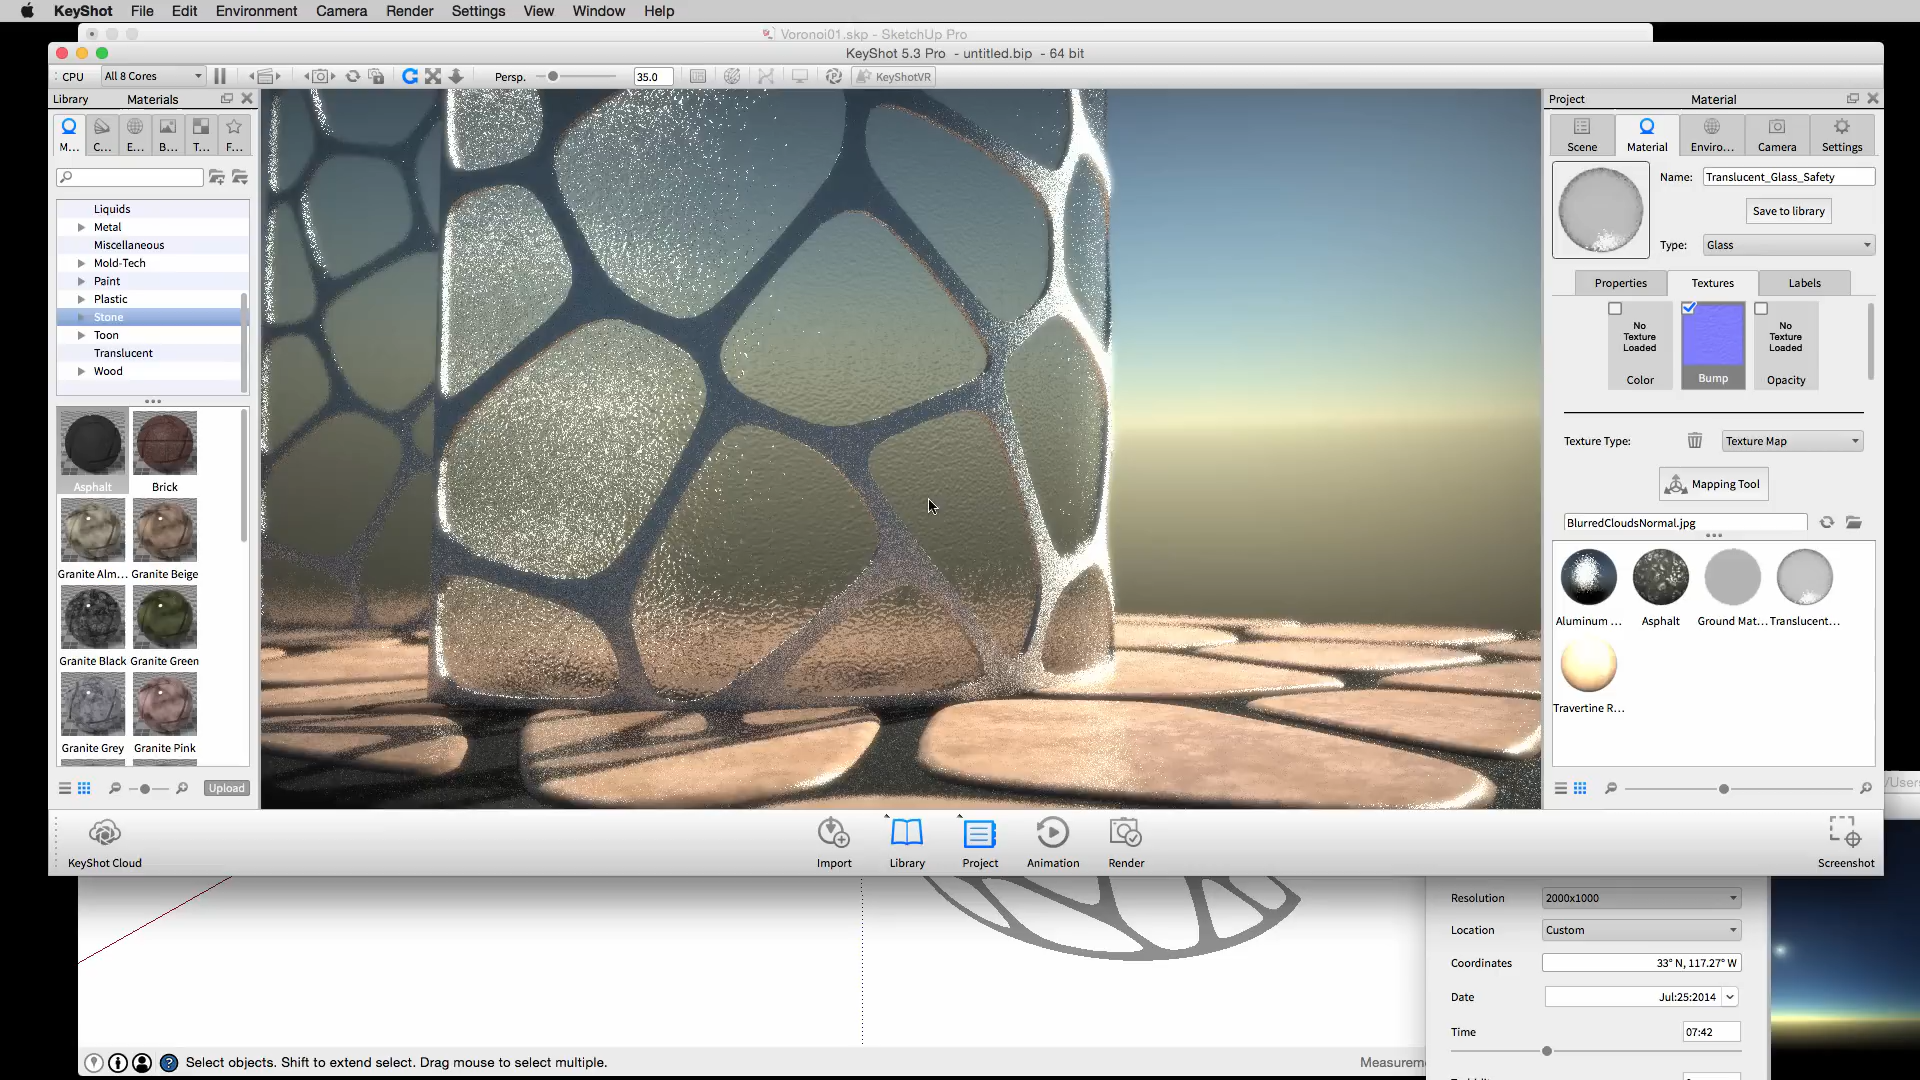 KeyShot File Edit Environment Camera Render Settings View Window Help
Voronoi01.skp - SketchUp Pro
KeyShot 5.3 Pro - untitled.bip - 64 bit
CPU All 8 Cores Persp. 35.0 KeyShotVR
Library Materials
M... C... E... B... T... F...
Liquids
Metal
Miscellaneous
Mold-Tech
Paint
Plastic
Stone
Toon
Translucent
Wood
Asphalt Brick
Granite Alm... Granite Beige
Granite Black Granite Green
Granite Grey Granite Pink
Upload
Project Material
Scene Material Enviro... Camera Settings
Name: Translucent_Glass_Safety
Save to library
Type: Glass
Properties Textures Labels
No Texture Loaded
Color
Bump
No Texture Loaded
Opacity
Texture Type: Texture Map
Mapping Tool
BlurredCloudsNormal.jpg
Aluminum ... Asphalt Ground Mat... Translucent...
Travertine R...
/Users
KeyShot Cloud Import Library Project Animation Render Screenshot
Resolution 2000x1000
Location Custom
Coordinates 33° N, 117.27° W
Date Jul:25:2014
Time 07:42
Select objects. Shift to extend select. Drag mouse to select multiple. Measurem